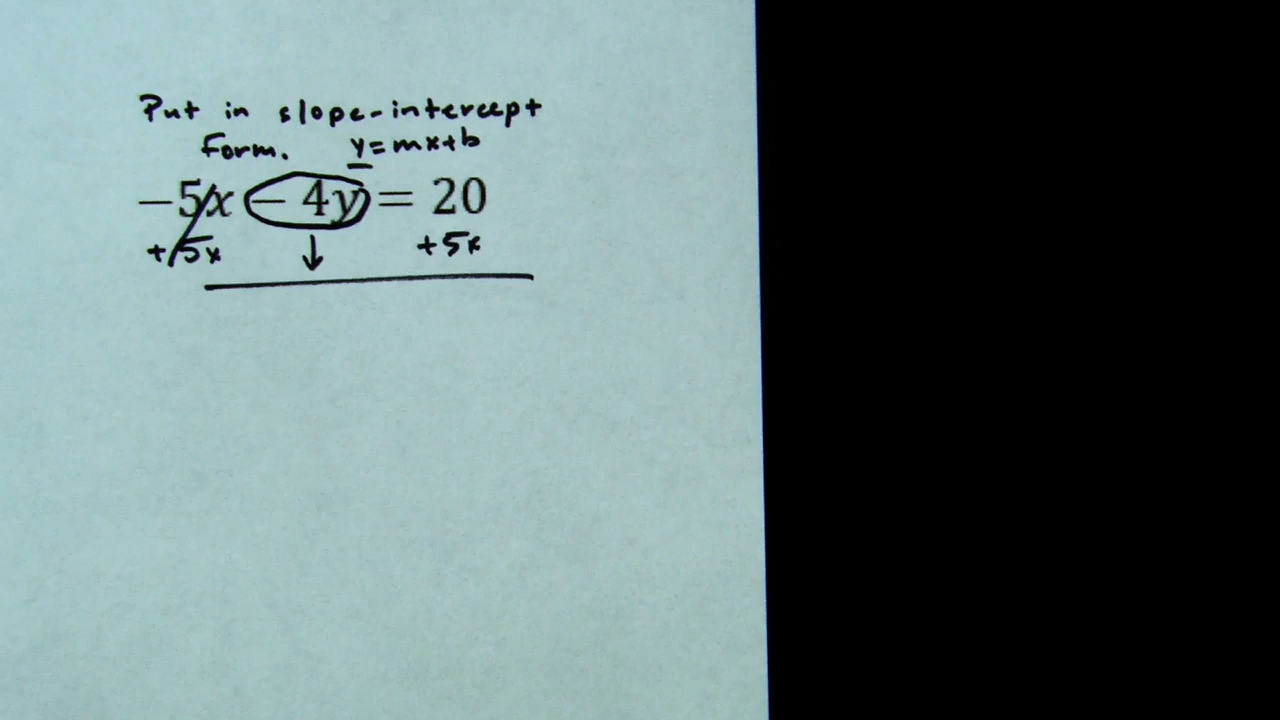 Put in slope-intercept
Form. y=mx+b
−5x − 4y = 20
+5x ↓ +5x